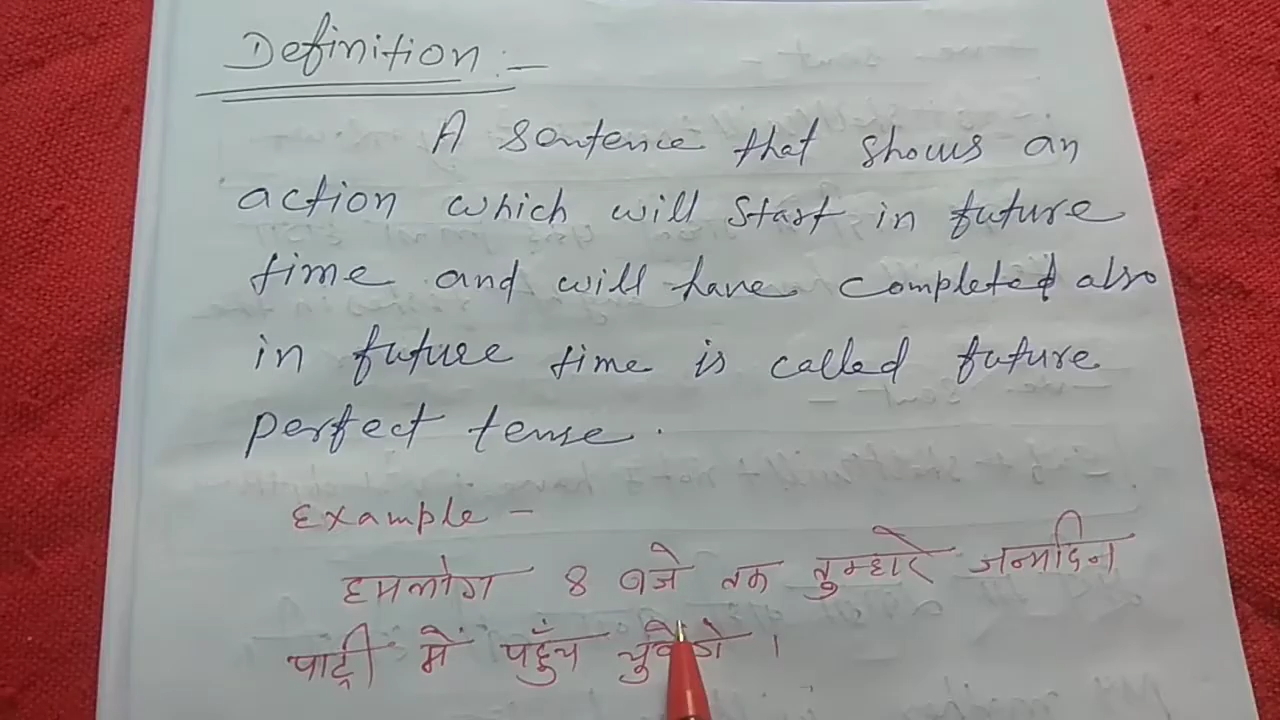 Definition :-
A sentence that shows an
action which will start in future
time and will have completed also
in future time is called future
perfect tense.
Example -
हमलोग 8 बजे तक तुम्हारे जन्मदिन
पार्टी में पहुँच चुकेंगे ।